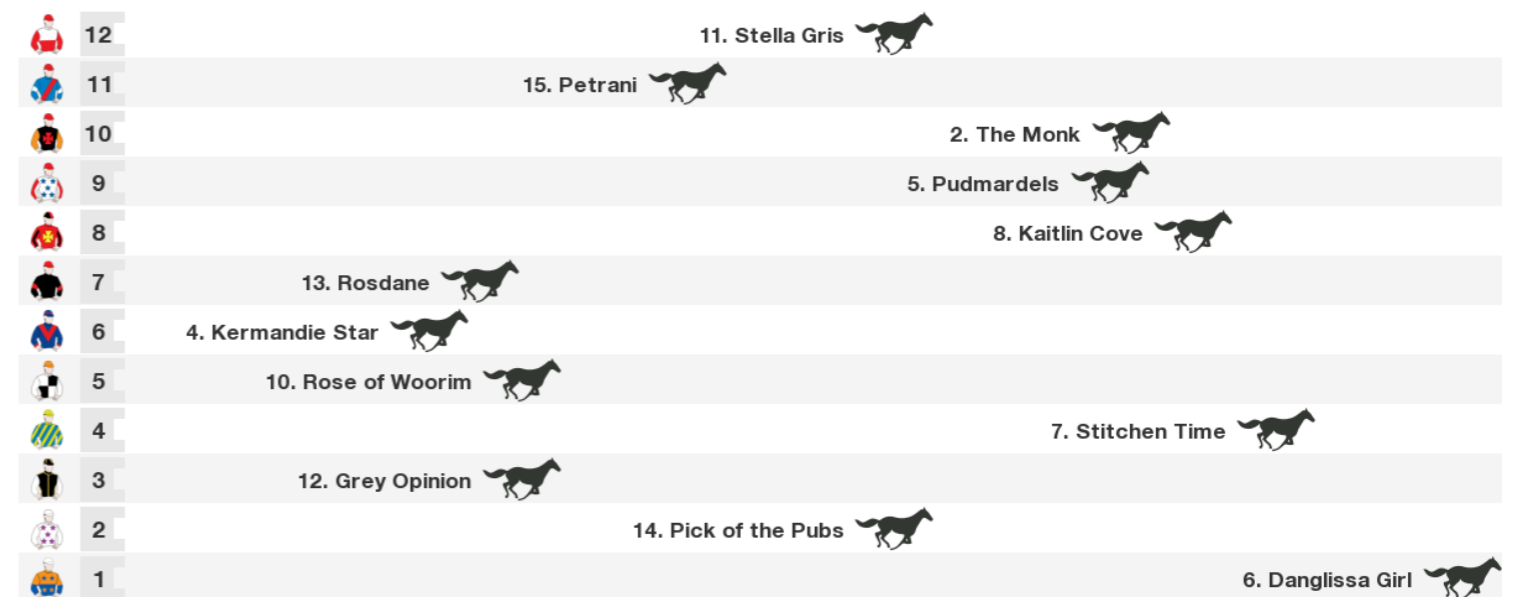 12 11. Stella Gris
11 15. Petrani
10 2. The Monk
9 5. Pudmardels
8 8. Kaitlin Cove
7 13. Rosdane
6 4. Kermandie Star
5 10. Rose of Woorim
4 7. Stitchen Time
3 12. Grey Opinion
2 14. Pick of the Pubs
1 6. Danglissa Girl